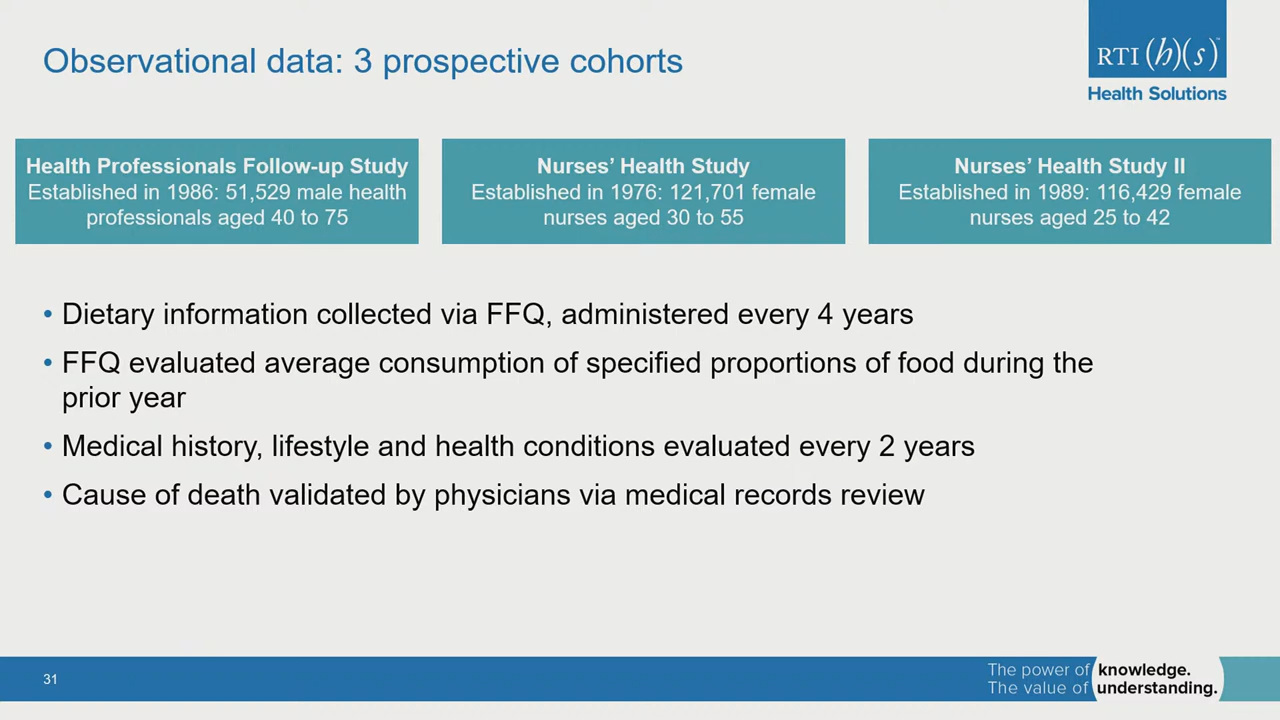 Observational data: 3 prospective cohorts
RTI (h)(s)™
Health Solutions
Health Professionals Follow-up Study
Established in 1986: 51,529 male health
professionals aged 40 to 75
Nurses’ Health Study
Established in 1976: 121,701 female
nurses aged 30 to 55
Nurses’ Health Study II
Established in 1989: 116,429 female
nurses aged 25 to 42
• Dietary information collected via FFQ, administered every 4 years
• FFQ evaluated average consumption of specified proportions of food during the
prior year
• Medical history, lifestyle and health conditions evaluated every 2 years
• Cause of death validated by physicians via medical records review
31
The power of knowledge.
The value of understanding.